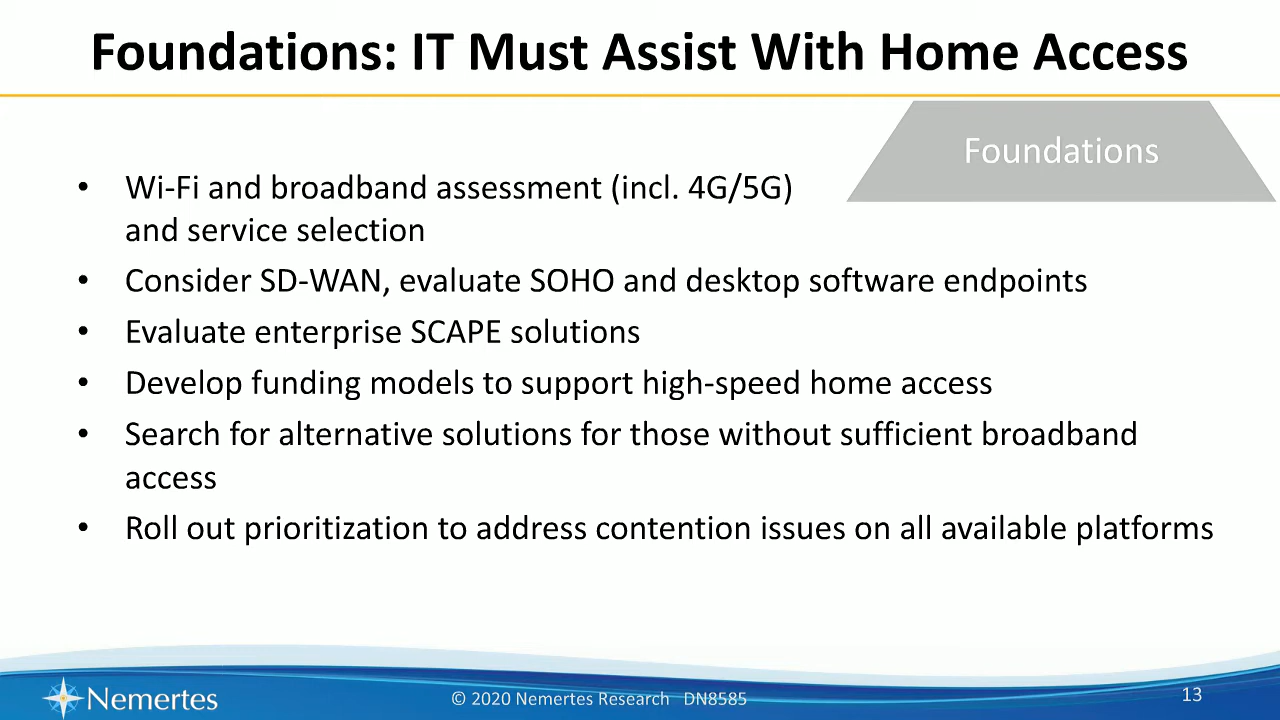 Foundations: IT Must Assist With Home Access
Foundations
• Wi-Fi and broadband assessment (incl. 4G/5G)
and service selection
• Consider SD-WAN, evaluate SOHO and desktop software endpoints
• Evaluate enterprise SCAPE solutions
• Develop funding models to support high-speed home access
• Search for alternative solutions for those without sufficient broadband
access
• Roll out prioritization to address contention issues on all available platforms
Nemertes
© 2020 Nemertes Research DN8585
13